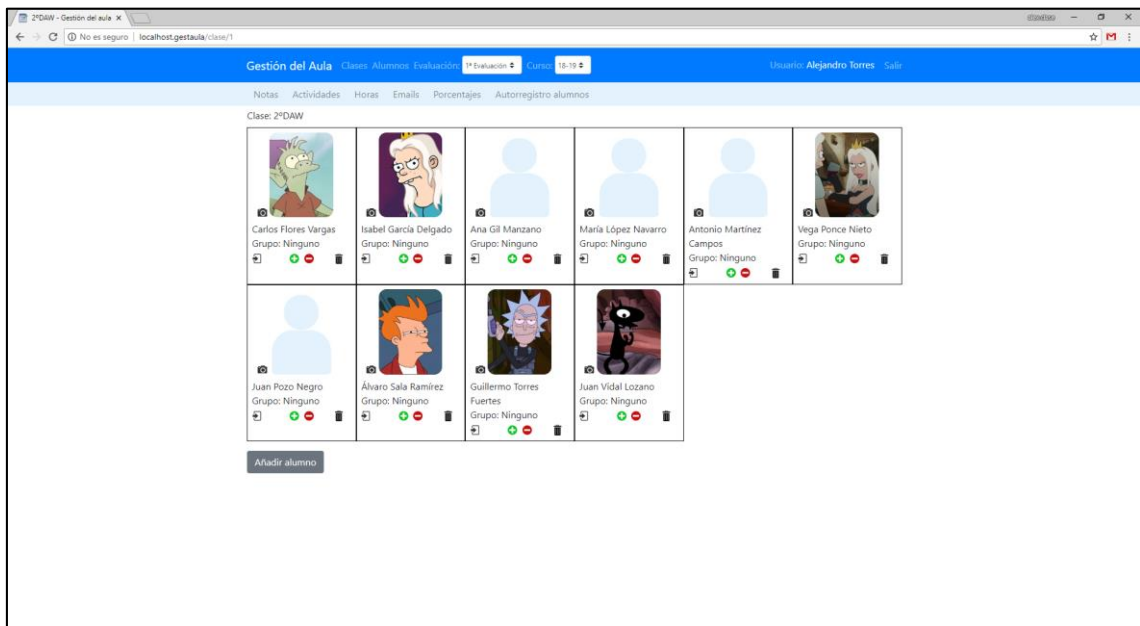 2ºDAW - Gestión del aula
No es seguro | localhost.gestaula/clase/1
Gestión del Aula Clases Alumnos Evaluación: 1ª Evaluación Curso: 18-19 Usuario: Alejandro Torres Salir
Notas Actividades Horas Emails Porcentajes Autorregistro alumnos
Clase: 2ºDAW
Carlos Flores Vargas
Grupo: Ninguno
Isabel García Delgado
Grupo: Ninguno
Ana Gil Manzano
Grupo: Ninguno
María López Navarro
Grupo: Ninguno
Antonio Martínez
Campos
Grupo: Ninguno
Vega Ponce Nieto
Grupo: Ninguno
Juan Pozo Negro
Grupo: Ninguno
Álvaro Sala Ramírez
Grupo: Ninguno
Guillermo Torres
Fuertes
Grupo: Ninguno
Juan Vidal Lozano
Grupo: Ninguno
Añadir alumno